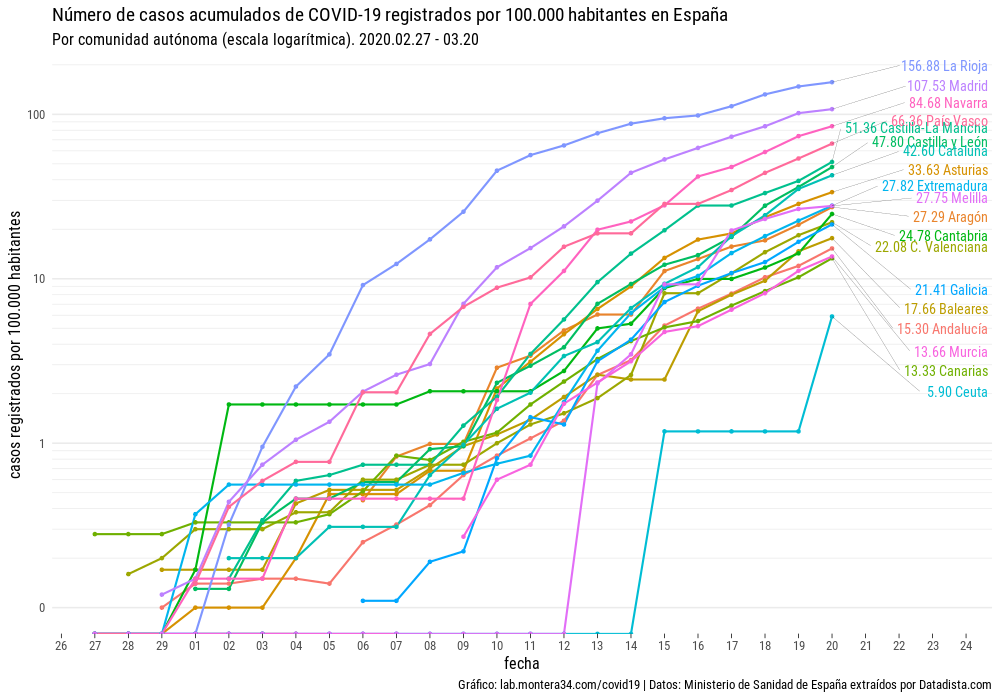 Número de casos acumulados de COVID-19 registrados por 100.000 habitantes en España
Por comunidad autónoma (escala logarítmica). 2020.02.27 - 03.20
casos registrados por 100.000 habitantes
100
10
1
0
156.88 La Rioja
107.53 Madrid
84.68 Navarra
66.36 País Vasco
51.36 Castilla-La Mancha
47.80 Castilla y León
42.60 Cataluña
33.63 Asturias
27.82 Extremadura
27.75 Melilla
27.29 Aragón
24.78 Cantabria
22.08 C. Valenciana
21.41 Galicia
17.66 Baleares
15.30 Andalucía
13.66 Murcia
13.33 Canarias
5.90 Ceuta
26 27 28 29 01 02 03 04 05 06 07 08 09 10 11 12 13 14 15 16 17 18 19 20 21 22 23 24
fecha
Gráfico: lab.montera34.com/covid19 | Datos: Ministerio de Sanidad de España extraídos por Datadista.com